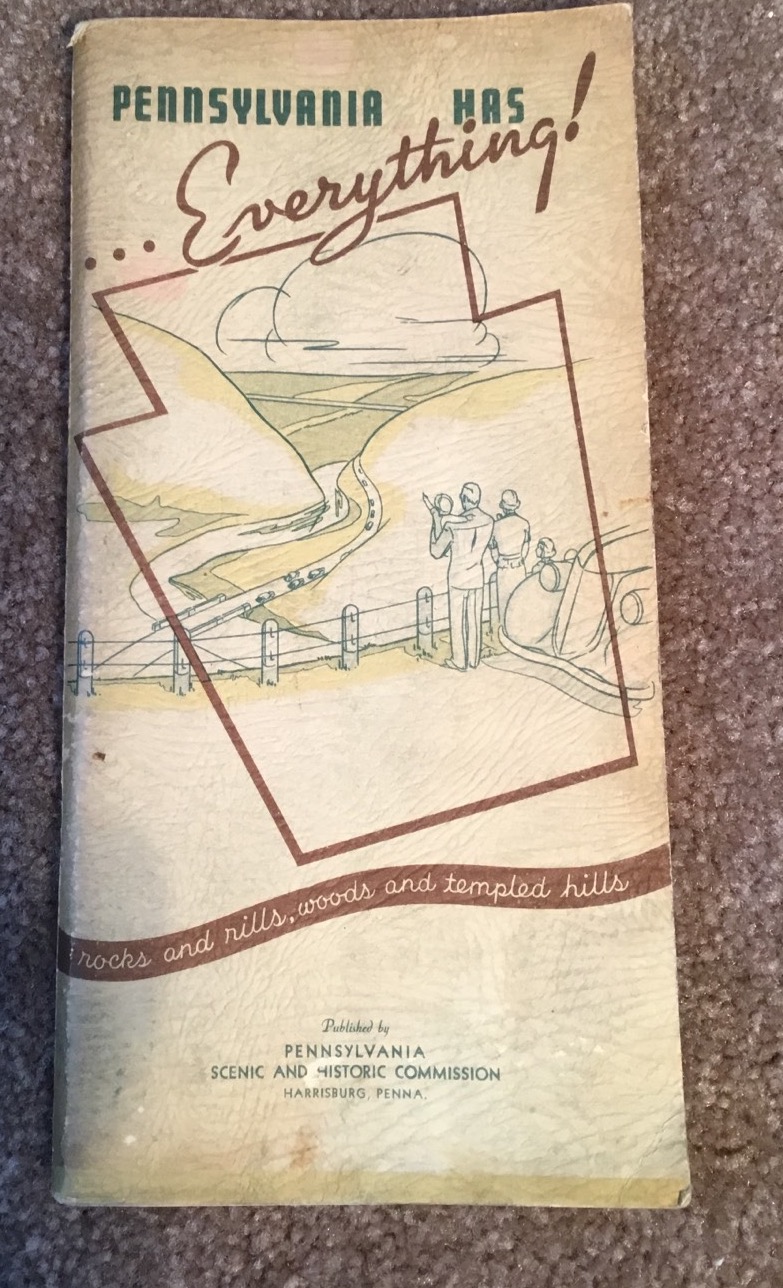 PENNSYLVANIA HAS
... Everything!
rocks and rills, woods and templed hills
Published by
PENNSYLVANIA
SCENIC AND HISTORIC COMMISSION
HARRISBURG, PENNA.